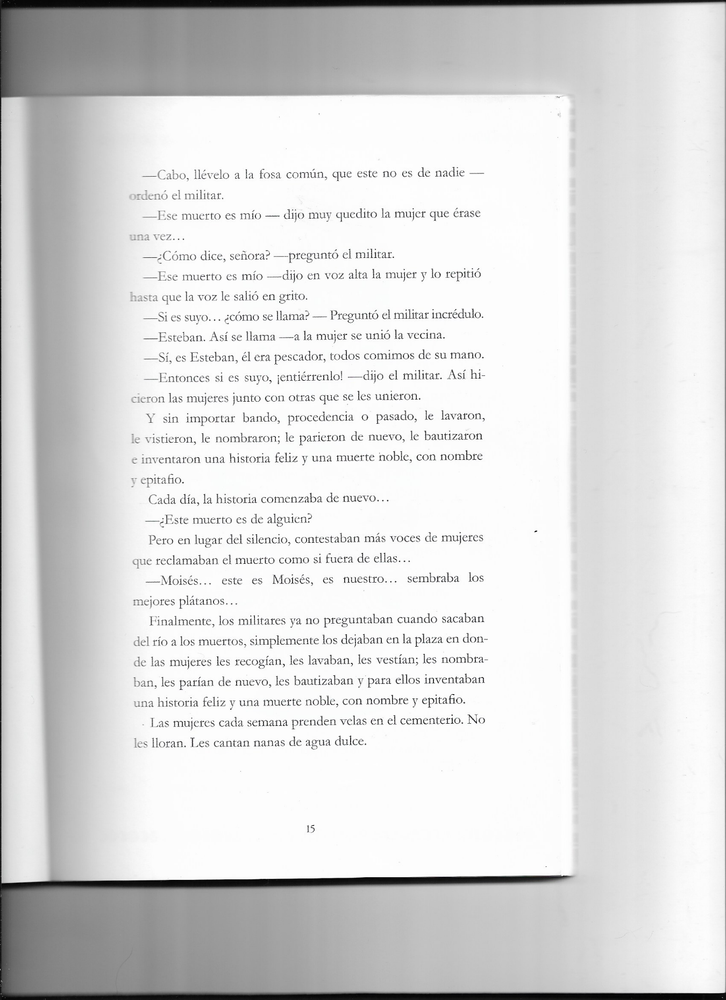 —Cabo, llévelo a la fosa común, que este no es de nadie —
ordenó el militar.
—Ese muerto es mío — dijo muy quedito la mujer que érase
una vez…
—¿Cómo dice, señora? —preguntó el militar.
—Ese muerto es mío —dijo en voz alta la mujer y lo repitió
hasta que la voz le salió en grito.
—Si es suyo… ¿cómo se llama? — Preguntó el militar incrédulo.
—Esteban. Así se llama —a la mujer se unió la vecina.
—Sí, es Esteban, él era pescador, todos comimos de su mano.
—Entonces si es suyo, ¡entiérrenlo! —dijo el militar. Así hi-
cieron las mujeres junto con otras que se les unieron.
Y sin importar bando, procedencia o pasado, le lavaron,
le vistieron, le nombraron; le parieron de nuevo, le bautizaron
e inventaron una historia feliz y una muerte noble, con nombre
y epitafio.
Cada día, la historia comenzaba de nuevo…
—¿Este muerto es de alguien?
Pero en lugar del silencio, contestaban más voces de mujeres
que reclamaban el muerto como si fuera de ellas…
—Moisés… este es Moisés, es nuestro… sembraba los
mejores plátanos…
Finalmente, los militares ya no preguntaban cuando sacaban
del río a los muertos, simplemente los dejaban en la plaza en don-
de las mujeres les recogían, les lavaban, les vestían; les nombra-
ban, les parían de nuevo, les bautizaban y para ellos inventaban
una historia feliz y una muerte noble, con nombre y epitafio.
Las mujeres cada semana prenden velas en el cementerio. No
les lloran. Les cantan nanas de agua dulce.
15